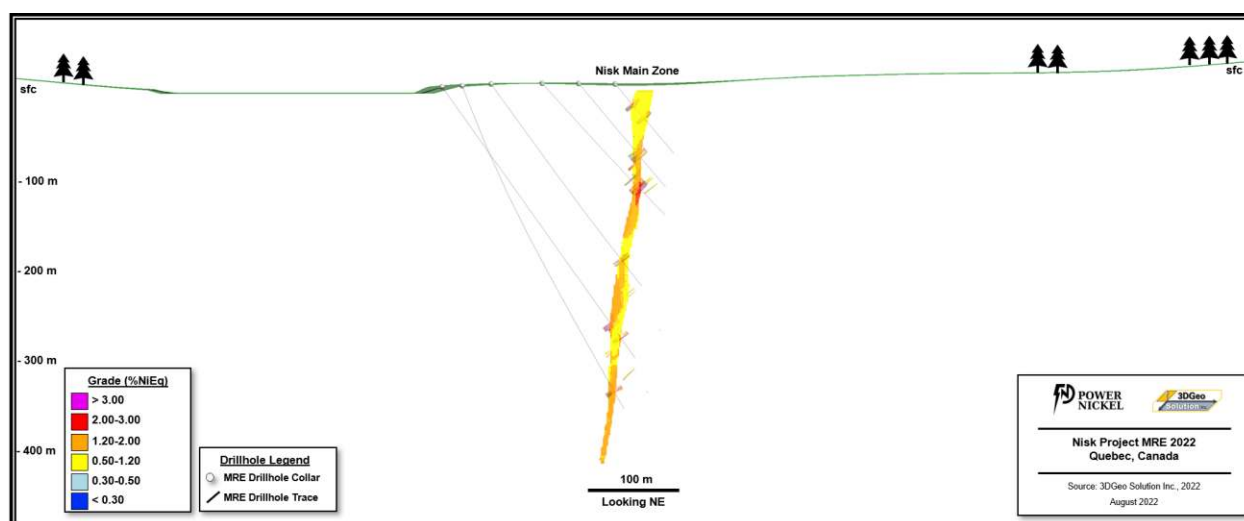 Nisk Main Zone
sfc
sfc
- 100 m
- 200 m
- 300 m
- 400 m
Grade (%NiEq)
> 3.00
2.00-3.00
1.20-2.00
0.50-1.20
0.30-0.50
< 0.30
Drillhole Legend
MRE Drillhole Collar
MRE Drillhole Trace
100 m
Looking NE
POWER
NICKEL
3DGeo
Solution
Nisk Project MRE 2022
Quebec, Canada
Source: 3DGeo Solution Inc., 2022
August 2022